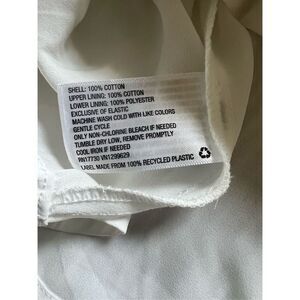 SHELL: 100% COTTON
UPPER LINING: 100% COTTON
LOWER LINING: 100% POLYESTER
EXCLUSIVE OF ELASTIC
MACHINE WASH COLD WITH LIKE COLORS
GENTLE CYCLE
ONLY NON-CHLORINE BLEACH IF NEEDED
TUMBLE DRY LOW, REMOVE PROMPTLY
COOL IRON IF NEEDED
RN17730 VN1299629
LABEL MADE FROM 100% RECYCLED PLASTIC